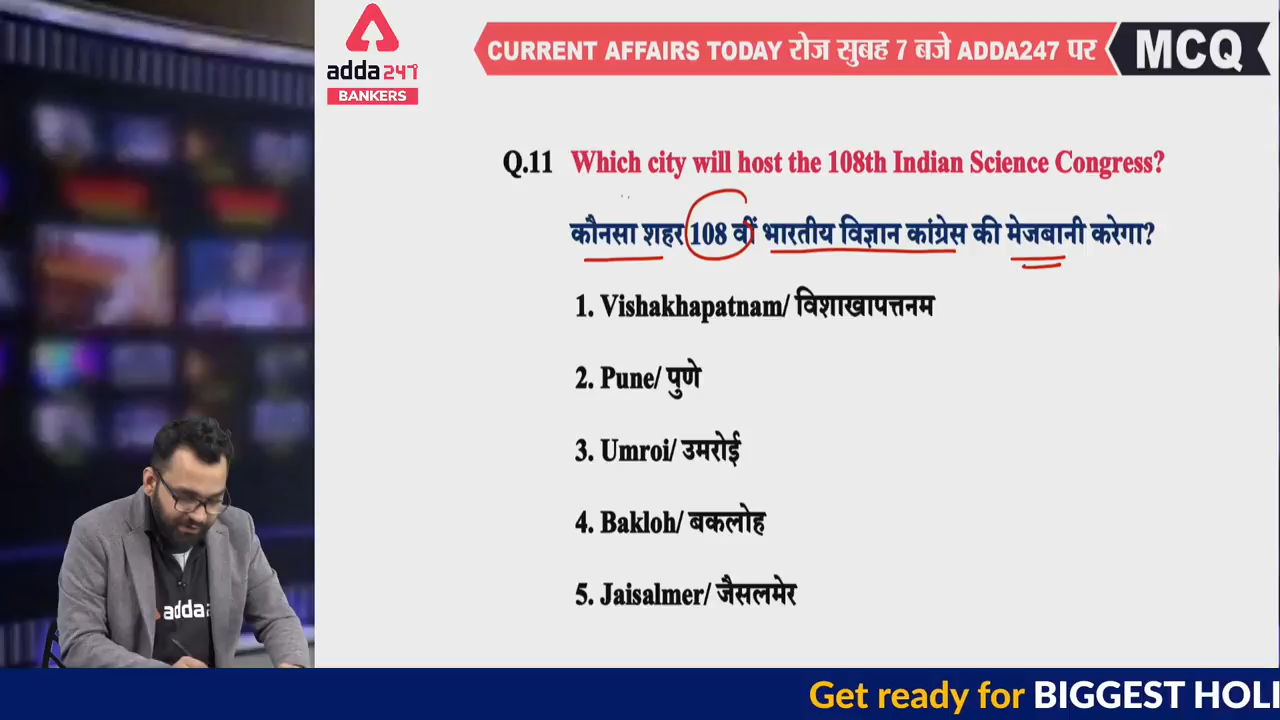 adda247
BANKERS
CURRENT AFFAIRS TODAY रोज सुबह 7 बजे ADDA247 पर
MCQ
Q.11 Which city will host the 108th Indian Science Congress?
कौनसा शहर 108 वीं भारतीय विज्ञान कांग्रेस की मेजबानी करेगा?
1. Vishakhapatnam/ विशाखापत्तनम
2. Pune/ पुणे
3. Umroi/ उमरोई
4. Bakloh/ बकलोह
5. Jaisalmer/ जैसलमेर
adda2
Get ready for BIGGEST HOLI